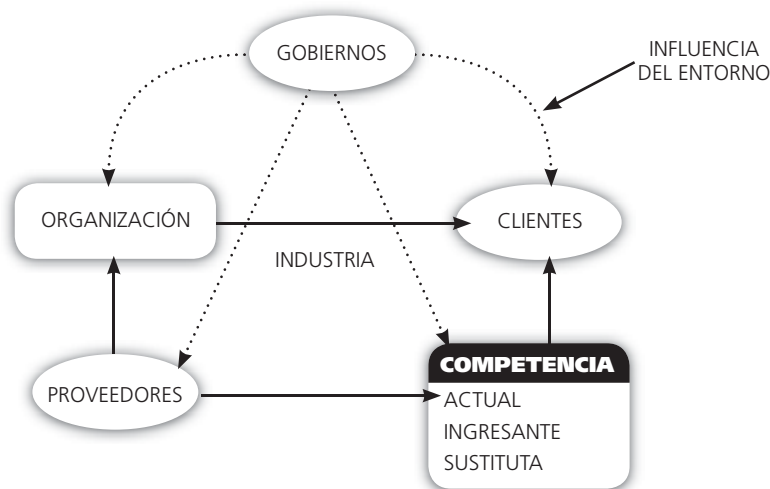 GOBIERNOS
INFLUENCIA
DEL ENTORNO
ORGANIZACIÓN
CLIENTES
INDUSTRIA
PROVEEDORES
COMPETENCIA
ACTUAL
INGRESANTE
SUSTITUTA